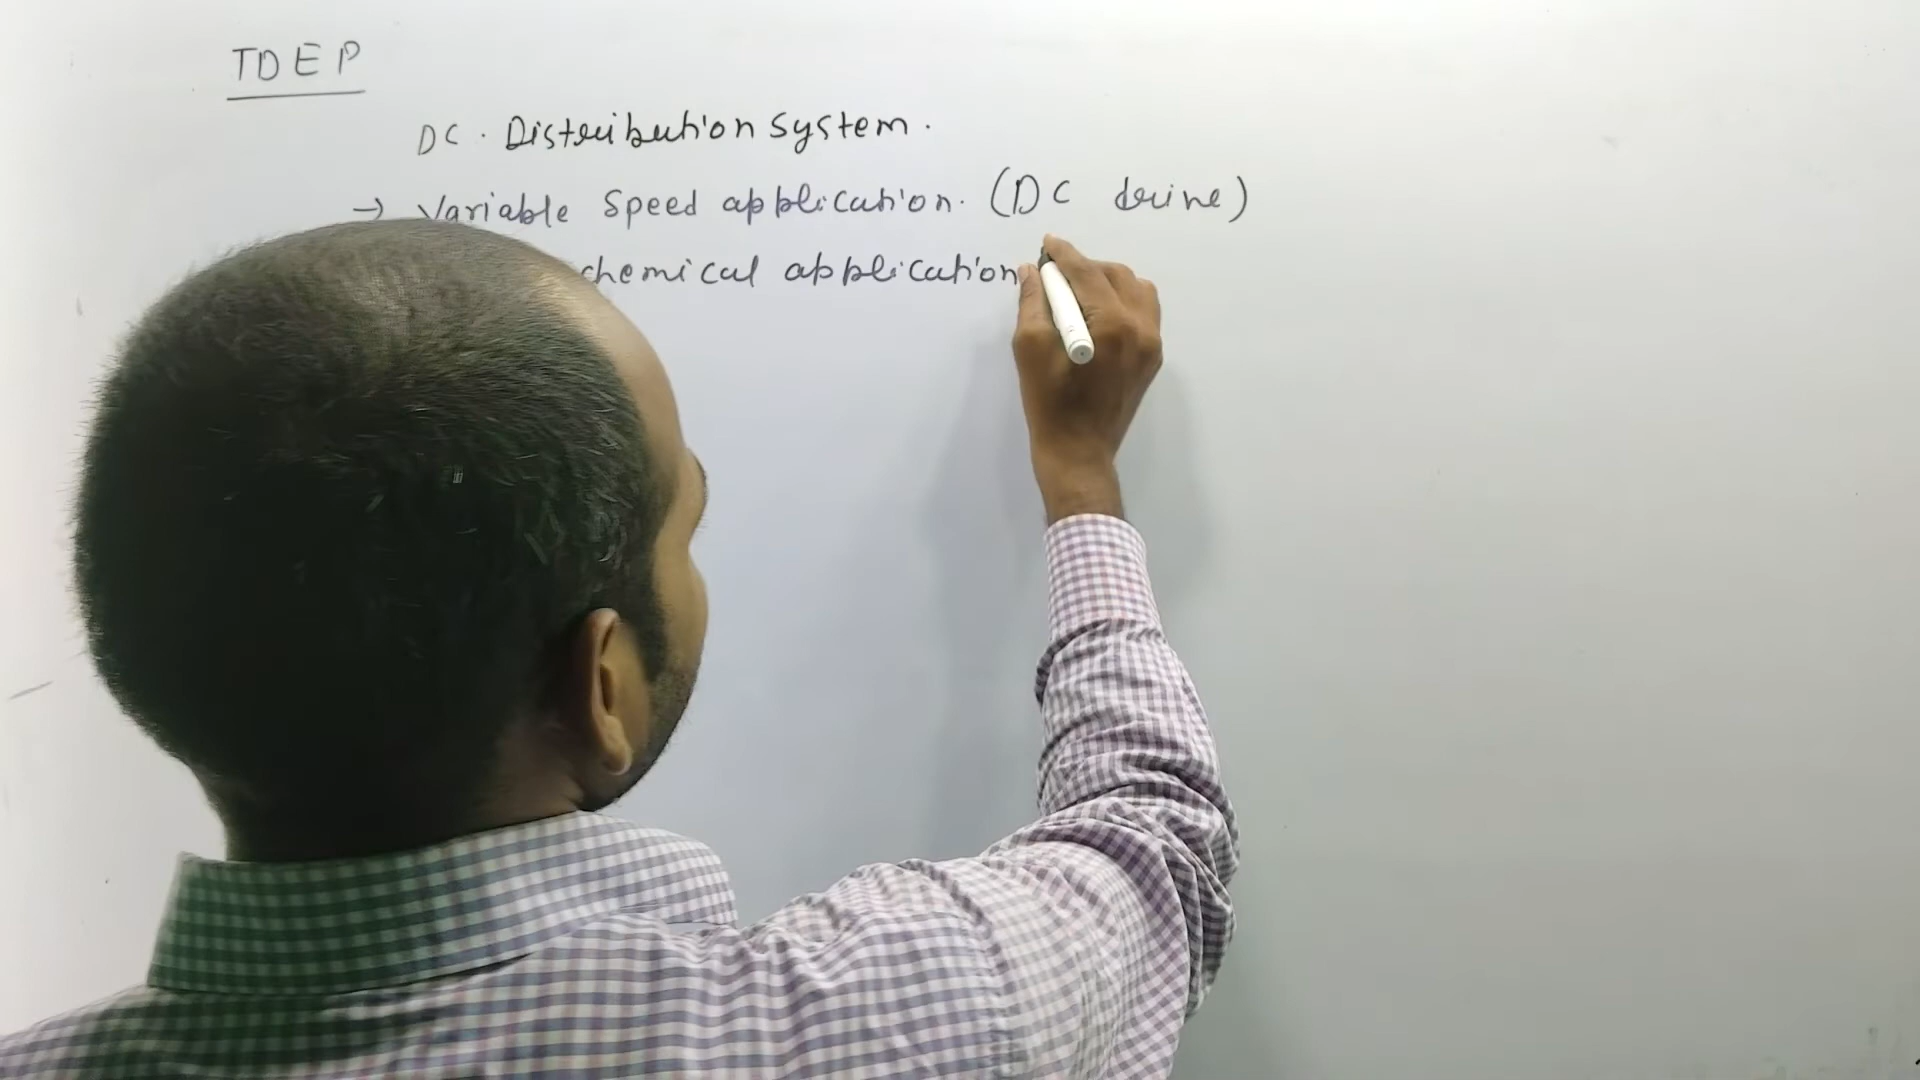 TDEP
DC. Distribution System.
→ Variable Speed application. (DC drive)
chemical application